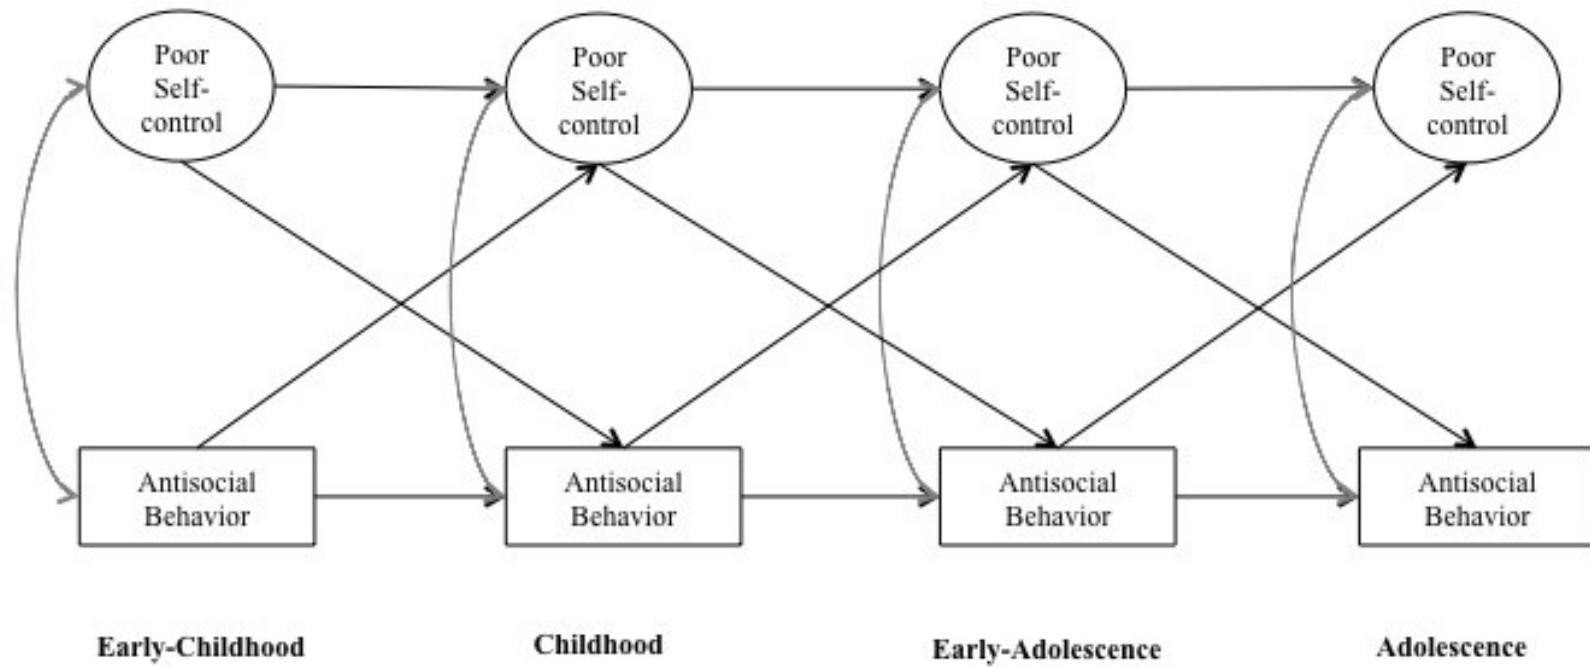 Poor
Self-
control
Poor
Self-
control
Poor
Self-
control
Poor
Self-
control
Antisocial
Behavior
Antisocial
Behavior
Antisocial
Behavior
Antisocial
Behavior
Early-Childhood
Childhood
Early-Adolescence
Adolescence